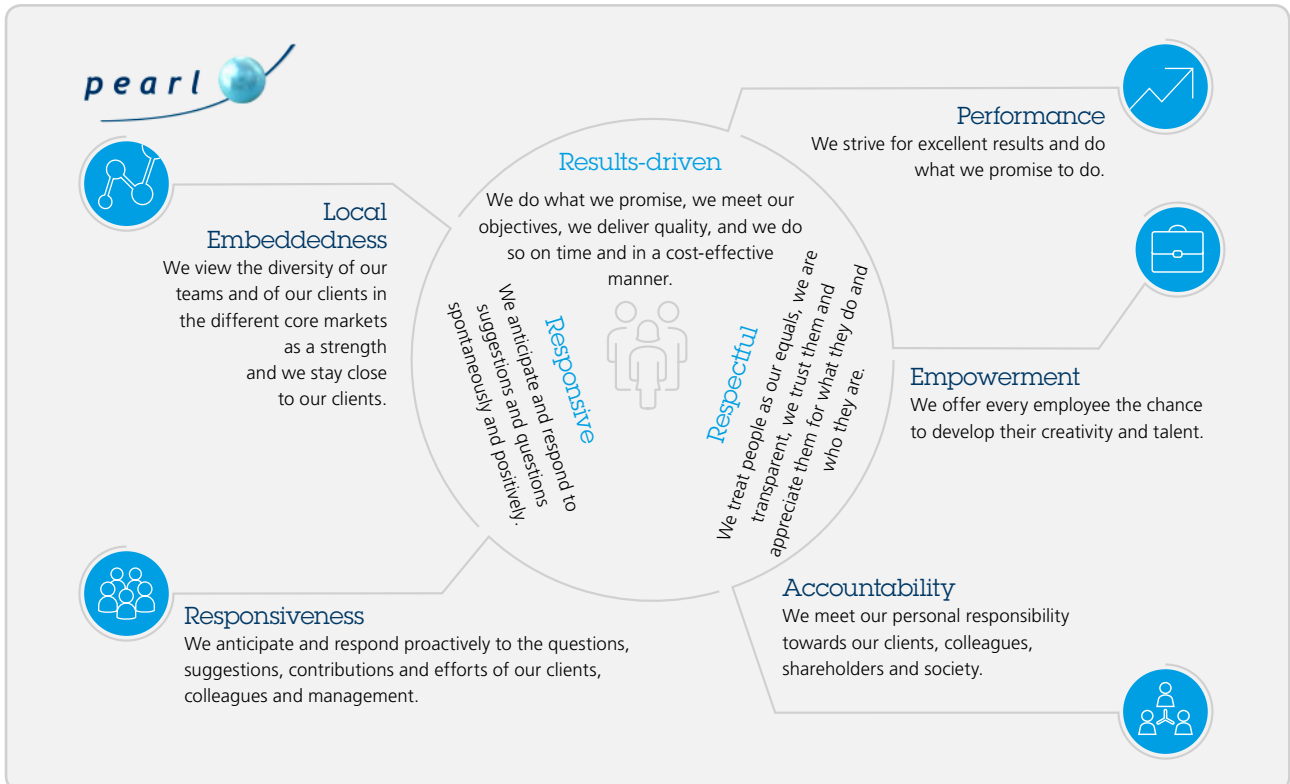 pearl
Performance
We strive for excellent results and do
what we promise to do.
Empowerment
We offer every employee the chance
to develop their creativity and talent.
Accountability
We meet our personal responsibility
towards our clients, colleagues,
shareholders and society.
Responsiveness
We anticipate and respond proactively to the questions,
suggestions, contributions and efforts of our clients,
colleagues and management.
Local
Embeddedness
We view the diversity of our
teams and of our clients in
the different core markets
as a strength
and we stay close
to our clients.
Results-driven
We do what we promise, we meet our
objectives, we deliver quality, and we do
so on time and in a cost-effective
manner.
Responsive
We anticipate and respond to
suggestions and questions
spontaneously and positively.
Respectful
We treat people as our equals, we are
transparent, we trust them and
appreciate them for what they do and
who they are.